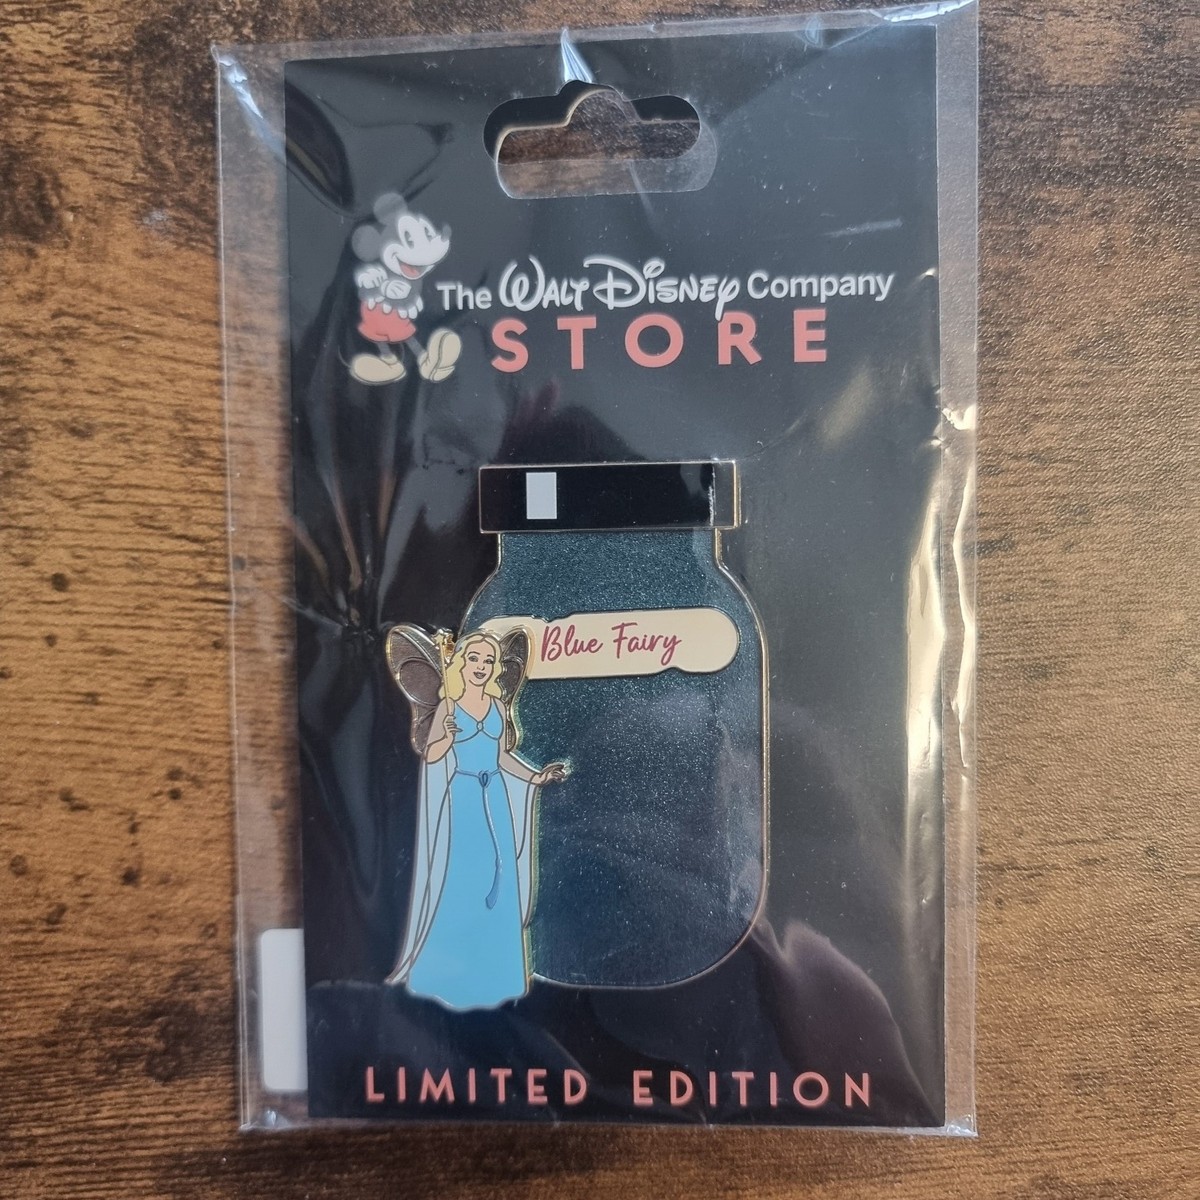 The WALT DISNEY Company
STORE
Blue Fairy
LIMITED EDITION